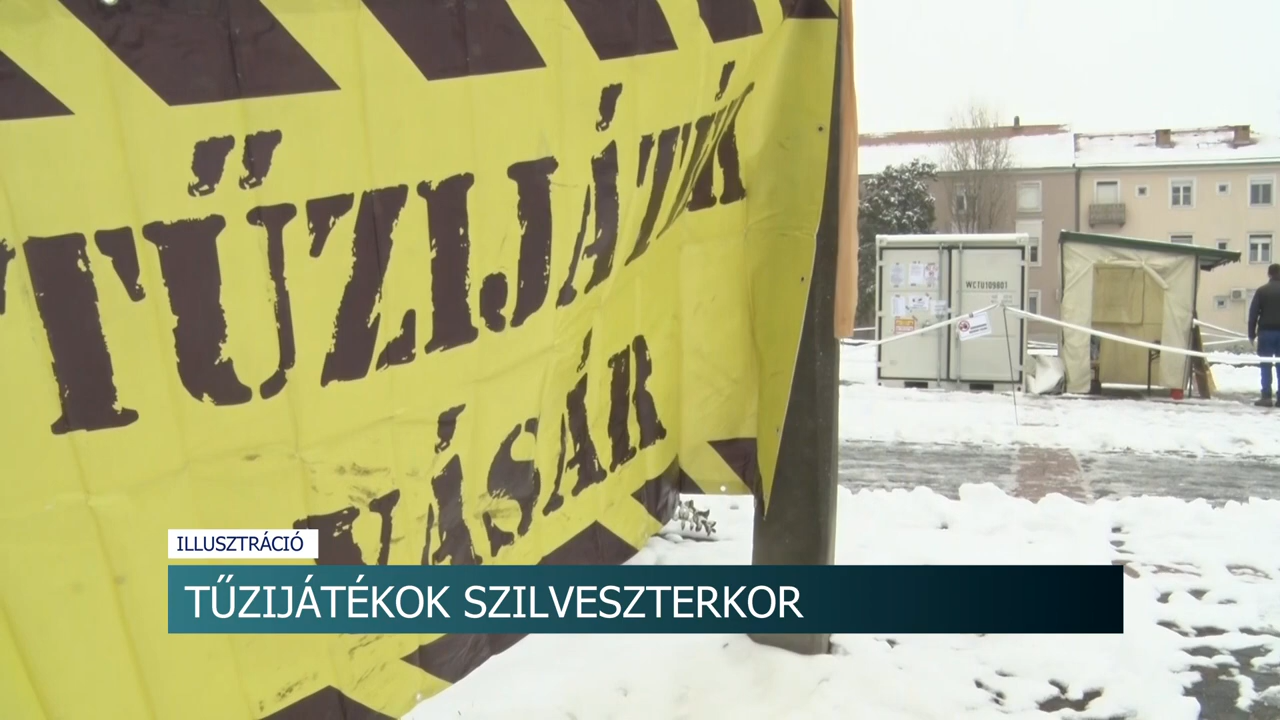 TŰZIJÁTÉK
VÁSÁR
WCTU109801
ILLUSZTRÁCIÓ
TŰZIJÁTÉKOK SZILVESZTERKOR